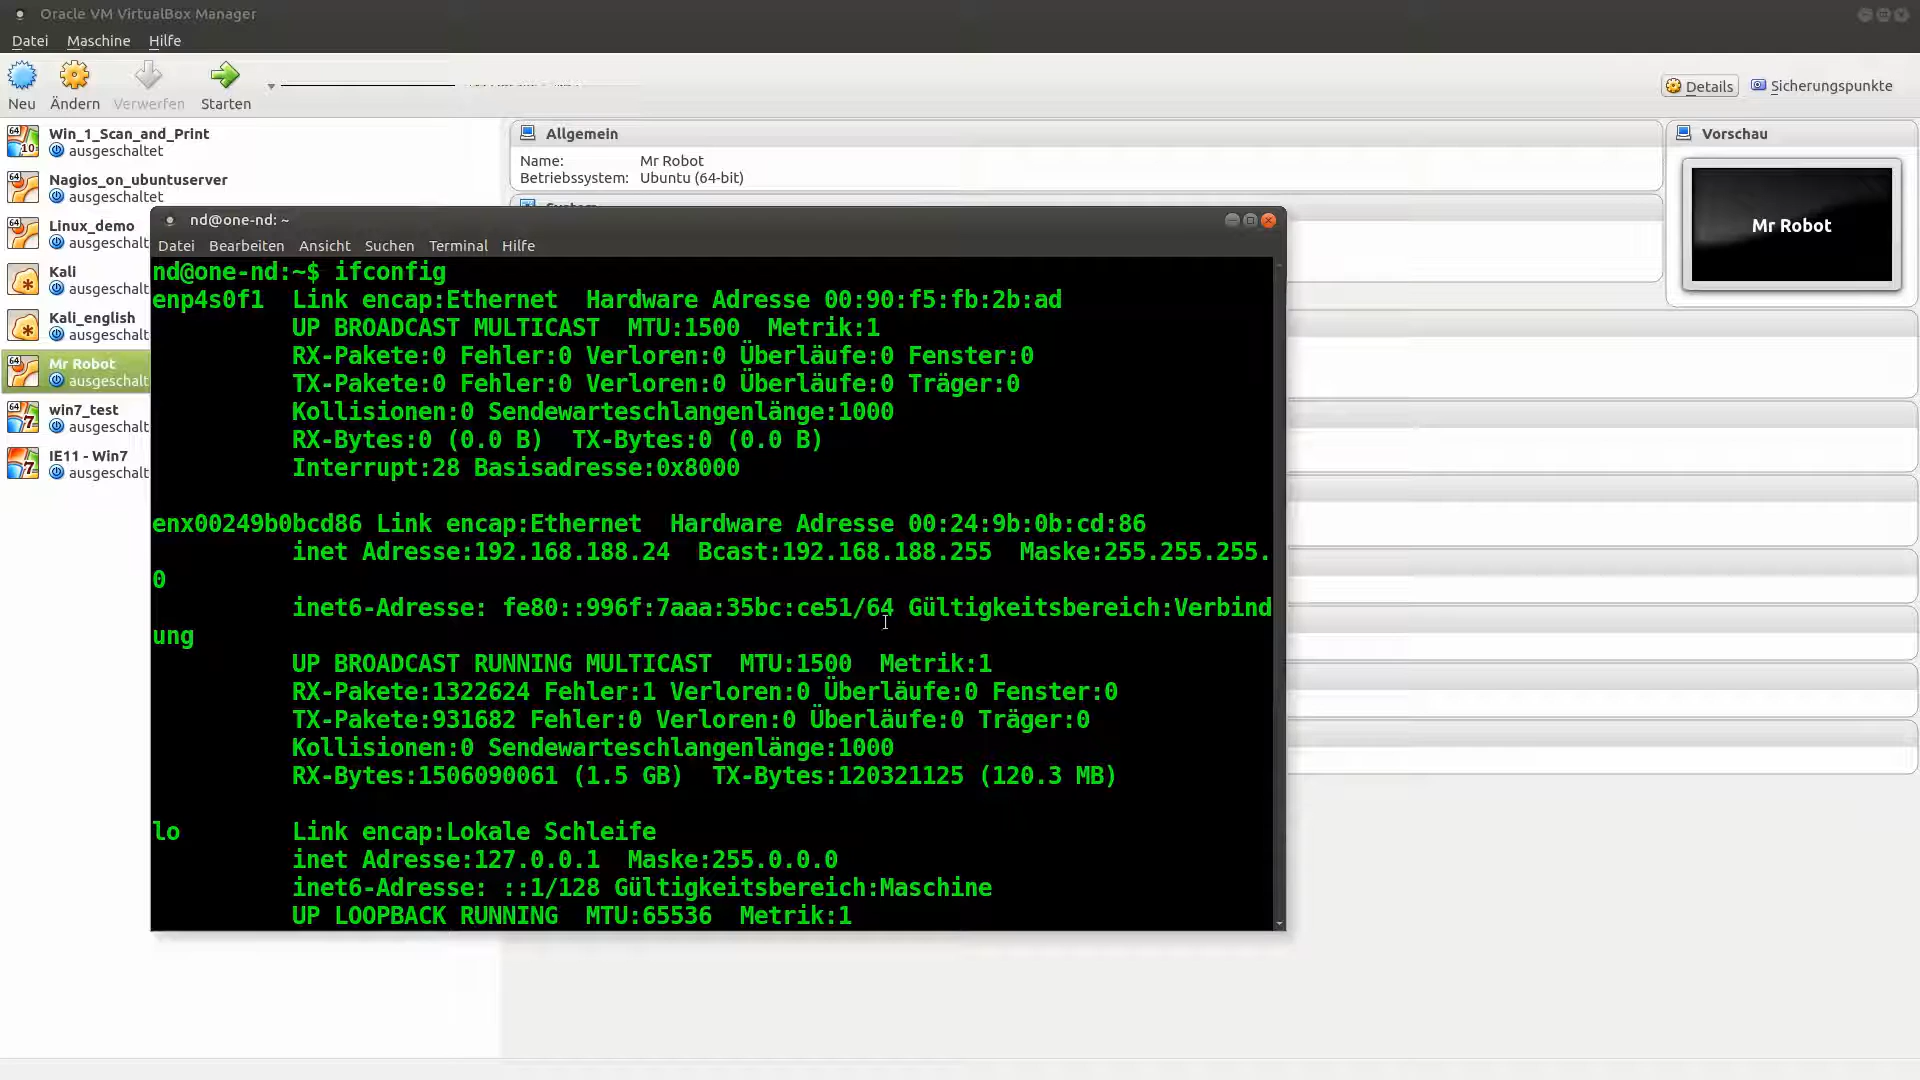 Oracle VM VirtualBox Manager
Datei Maschine Hilfe
Neu Ändern Verwerfen Starten
Details Sicherungspunkte
Win_1_Scan_and_Print
ausgeschaltet
Nagios_on_ubuntuserver
ausgeschaltet
Linux_demo
ausgeschalt
Kali
ausgeschalt
Kali_english
ausgeschalt
Mr Robot
ausgeschalt
win7_test
ausgeschalt
IE11 - Win7
ausgeschalt
Allgemein
Name: Mr Robot
Betriebssystem: Ubuntu (64-bit)
Vorschau
Mr Robot
nd@one-nd: ~
Datei Bearbeiten Ansicht Suchen Terminal Hilfe
nd@one-nd:~$ ifconfig
enp4s0f1 Link encap:Ethernet Hardware Adresse 00:90:f5:fb:2b:ad
UP BROADCAST MULTICAST MTU:1500 Metrik:1
RX-Pakete:0 Fehler:0 Verloren:0 Überläufe:0 Fenster:0
TX-Pakete:0 Fehler:0 Verloren:0 Überläufe:0 Träger:0
Kollisionen:0 Sendewarteschlangenlänge:1000
RX-Bytes:0 (0.0 B) TX-Bytes:0 (0.0 B)
Interrupt:28 Basisadresse:0x8000
enx00249b0bcd86 Link encap:Ethernet Hardware Adresse 00:24:9b:0b:cd:86
inet Adresse:192.168.188.24 Bcast:192.168.188.255 Maske:255.255.255.
0
inet6-Adresse: fe80::996f:7aaa:35bc:ce51/64 Gültigkeitsbereich:Verbind
ung
UP BROADCAST RUNNING MULTICAST MTU:1500 Metrik:1
RX-Pakete:1322624 Fehler:1 Verloren:0 Überläufe:0 Fenster:0
TX-Pakete:931682 Fehler:0 Verloren:0 Überläufe:0 Träger:0
Kollisionen:0 Sendewarteschlangenlänge:1000
RX-Bytes:1506090061 (1.5 GB) TX-Bytes:120321125 (120.3 MB)
lo Link encap:Lokale Schleife
inet Adresse:127.0.0.1 Maske:255.0.0.0
inet6-Adresse: ::1/128 Gültigkeitsbereich:Maschine
UP LOOPBACK RUNNING MTU:65536 Metrik:1